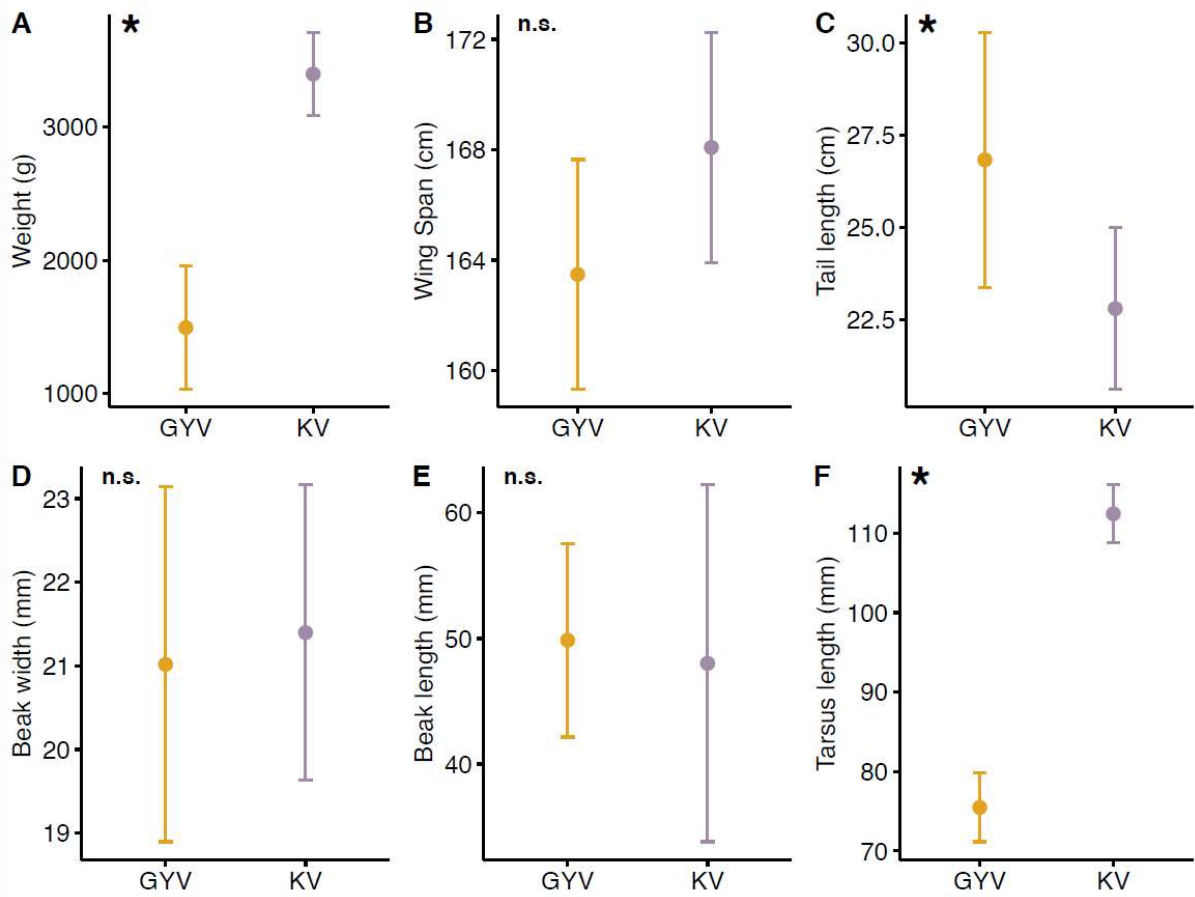 A
*
Weight (g)
3000
2000
1000
GYV KV
B
n.s.
Wing Span (cm)
172
168
164
160
GYV KV
C
*
Tail length (cm)
30.0
27.5
25.0
22.5
GYV KV
D
n.s.
Beak width (mm)
23
22
21
20
19
GYV KV
E
n.s.
Beak length (mm)
60
50
40
GYV KV
F
*
Tarsus length (mm)
110
100
90
80
70
GYV KV